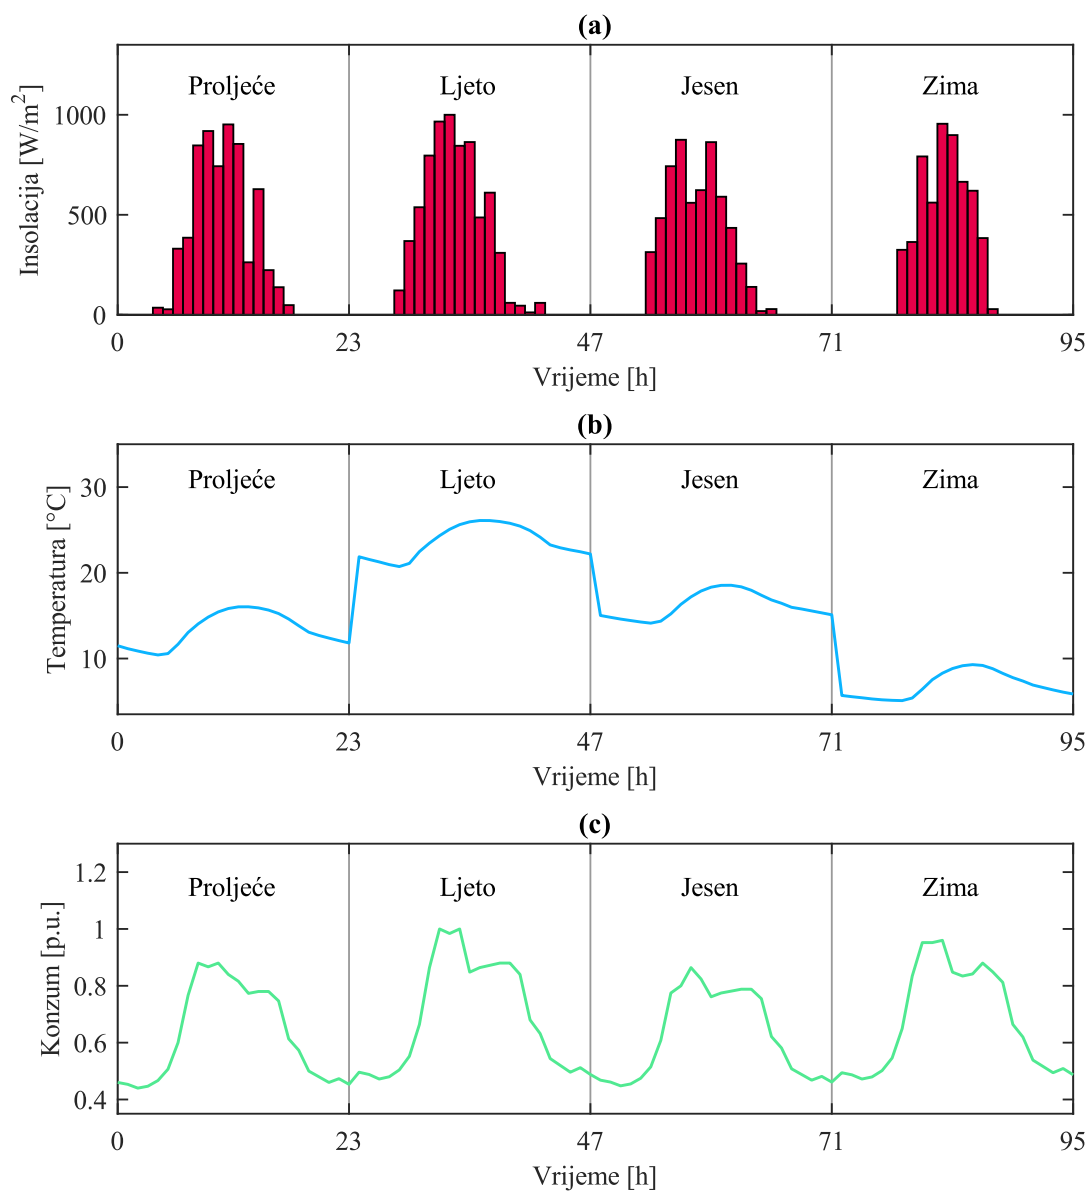 (a)
Insolacija [W/m²]
Proljeće Ljeto Jesen Zima
1000
500
0
0 23 47 71 95
Vrijeme [h]
(b)
Temperatura [°C]
Proljeće Ljeto Jesen Zima
30
20
10
0 23 47 71 95
Vrijeme [h]
(c)
Konzum [p.u.]
Proljeće Ljeto Jesen Zima
1.2
1
0.8
0.6
0.4
0 23 47 71 95
Vrijeme [h]